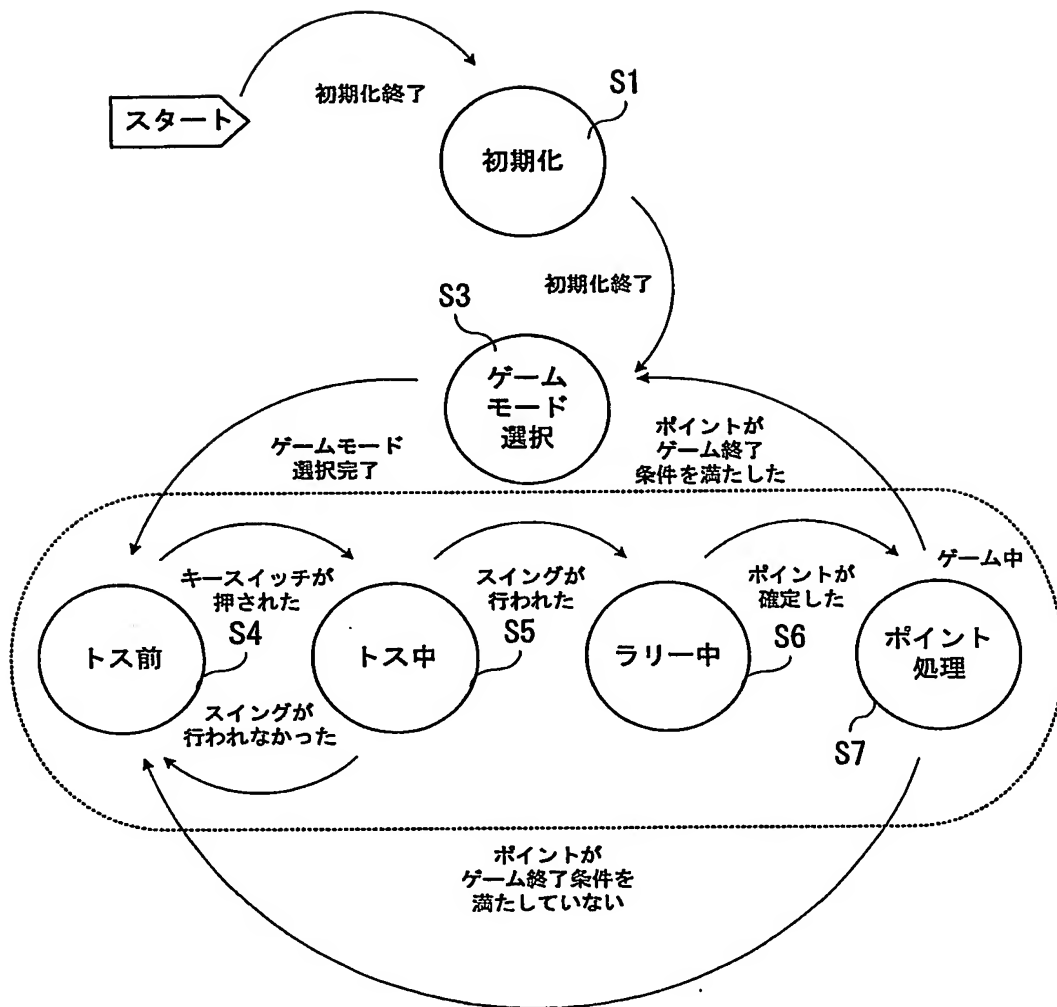 スタート
初期化終了
S1
初期化
初期化終了
S3
ゲーム
モード
選択
ゲームモード
選択完了
ポイントが
ゲーム終了
条件を満たした
ゲーム中
キースイッチが
押された
スイングが
行われた
ポイントが
確定した
トス前
S4
トス中
S5
ラリー中
S6
ポイント
処理
S7
スイングが
行われなかった
ポイントが
ゲーム終了条件を
満たしていない